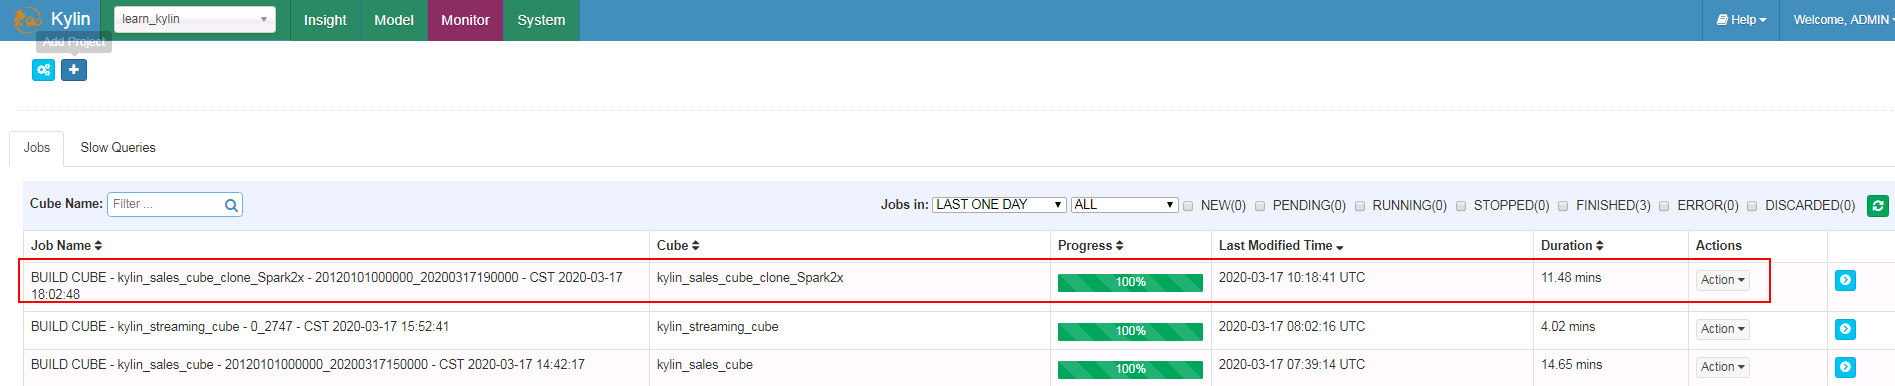 Kylin learn_kylin Insight Model Monitor System Help Welcome, ADMIN
Add Project
Jobs Slow Queries
Cube Name: Filter ... Jobs in: LAST ONE DAY ALL NEW(0) PENDING(0) RUNNING(0) STOPPED(0) FINISHED(3) ERROR(0) DISCARDED(0)
Job Name Cube Progress Last Modified Time Duration Actions
BUILD CUBE - kylin_sales_cube_clone_Spark2x - 20120101000000_20200317190000 - CST 2020-03-17 kylin_sales_cube_clone_Spark2x 100% 2020-03-17 10:18:41 UTC 11.48 mins Action
18:02:48
BUILD CUBE - kylin_streaming_cube - 0_2747 - CST 2020-03-17 15:52:41 kylin_streaming_cube 100% 2020-03-17 08:02:16 UTC 4.02 mins Action
BUILD CUBE - kylin_sales_cube - 20120101000000_20200317150000 - CST 2020-03-17 14:42:17 kylin_sales_cube 100% 2020-03-17 07:39:14 UTC 14.65 mins Action